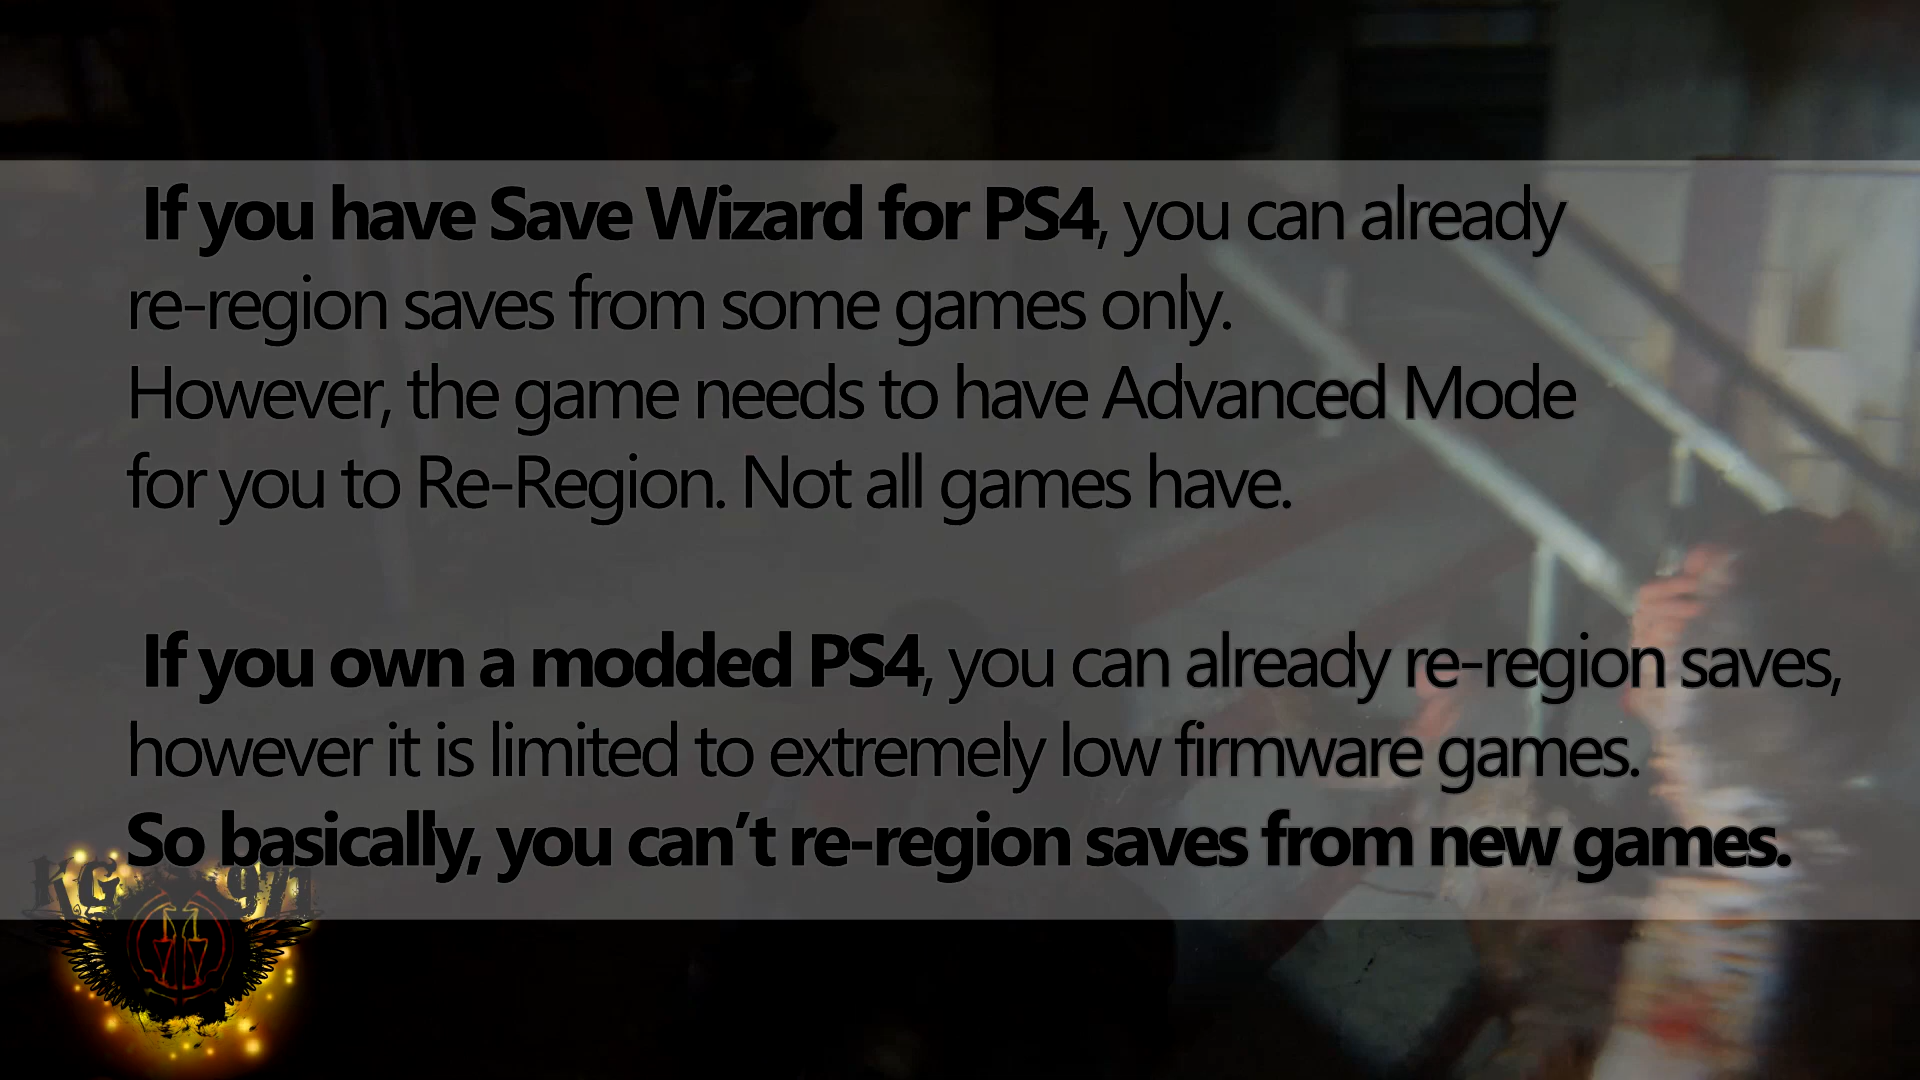 If you have Save Wizard for PS4, you can already
re-region saves from some games only.
However, the game needs to have Advanced Mode
for you to Re-Region. Not all games have.
If you own a modded PS4, you can already re-region saves,
however it is limited to extremely low firmware games.
So basically, you can’t re-region saves from new games.
KG 971